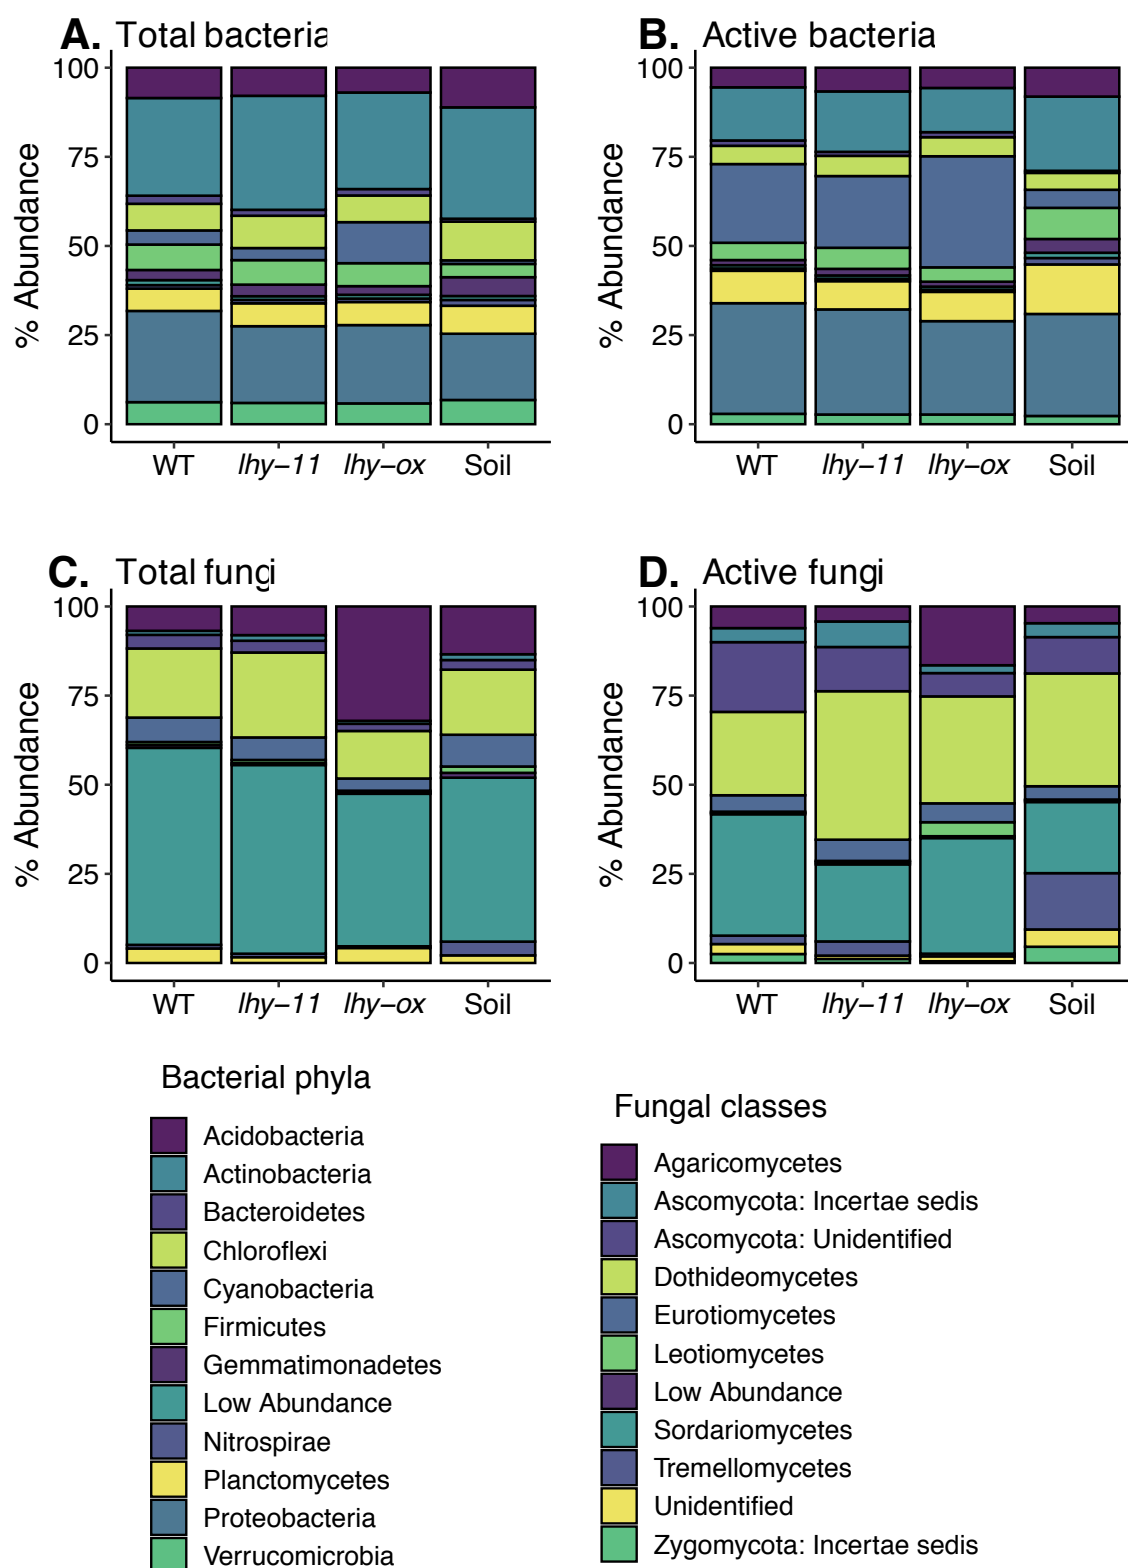 A. Total bacteria
100
75
50
25
0
% Abundance
WT lhy-11 lhy-ox Soil
B. Active bacteria
100
75
50
25
0
% Abundance
WT lhy-11 lhy-ox Soil
C. Total fungi
100
75
50
25
0
% Abundance
WT lhy-11 lhy-ox Soil
D. Active fungi
100
75
50
25
0
% Abundance
WT lhy-11 lhy-ox Soil
Bacterial phyla
Acidobacteria
Actinobacteria
Bacteroidetes
Chloroflexi
Cyanobacteria
Firmicutes
Gemmatimonadetes
Low Abundance
Nitrospirae
Planctomycetes
Proteobacteria
Verrucomicrobia
Fungal classes
Agaricomycetes
Ascomycota: Incertae sedis
Ascomycota: Unidentified
Dothideomycetes
Eurotiomycetes
Leotiomycetes
Low Abundance
Sordariomycetes
Tremellomycetes
Unidentified
Zygomycota: Incertae sedis